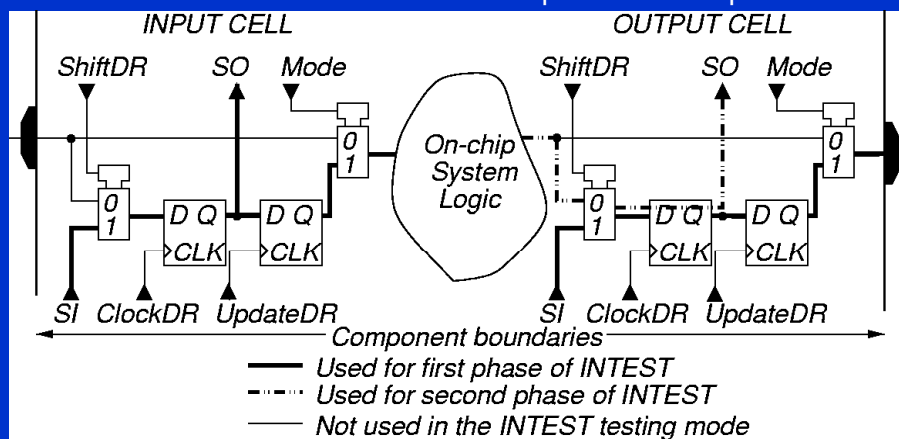 INPUT CELL
OUTPUT CELL
ShiftDR SO Mode
ShiftDR SO Mode
0
1
On-chip
System
Logic
0
1
0
1
D Q
CLK
D Q
CLK
0
1
D Q
CLK
D Q
CLK
SI ClockDR UpdateDR
SI ClockDR UpdateDR
Component boundaries
Used for first phase of INTEST
Used for second phase of INTEST
Not used in the INTEST testing mode